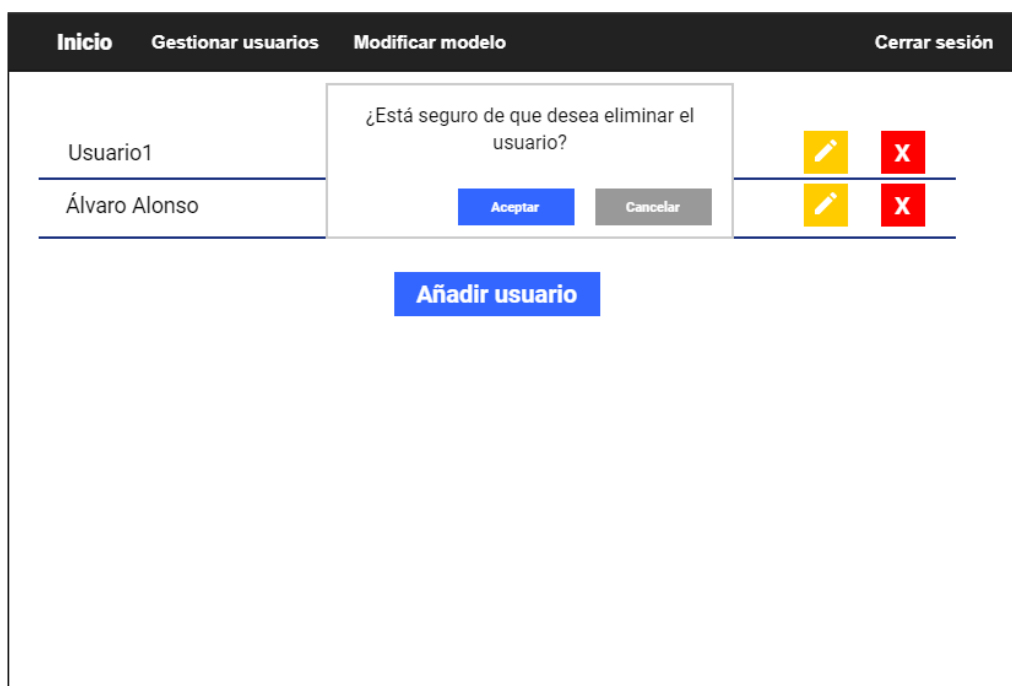 Inicio Gestionar usuarios Modificar modelo Cerrar sesión
¿Está seguro de que desea eliminar el
usuario?
Usuario1 X
Álvaro Alonso X
Aceptar Cancelar
Añadir usuario